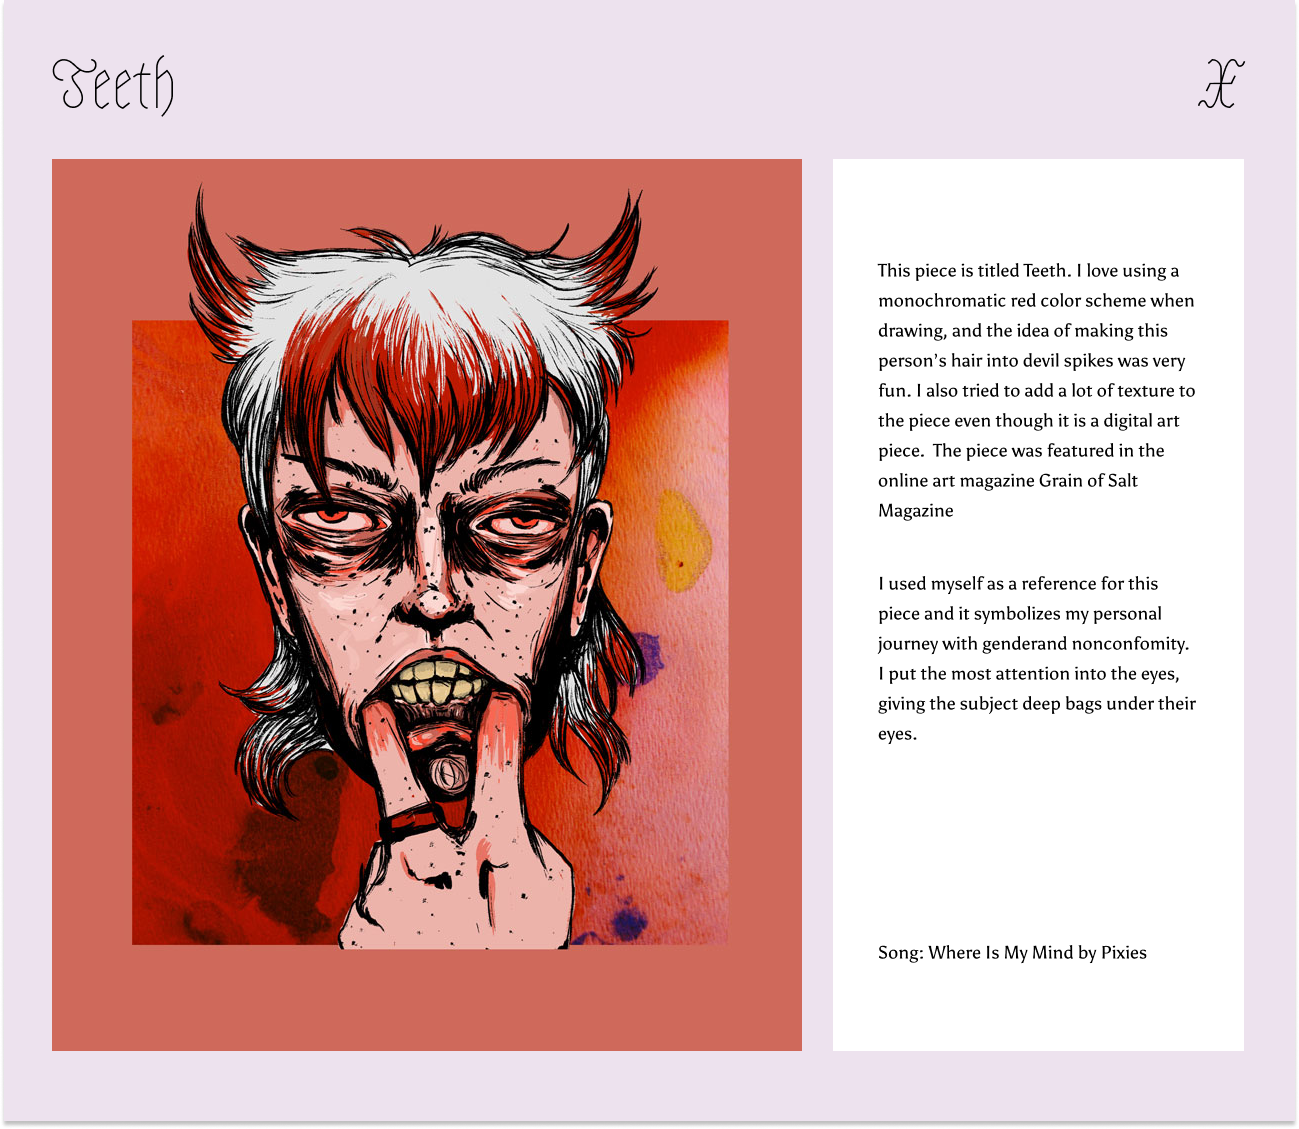 Teeth
X
This piece is titled Teeth. I love using a
monochromatic red color scheme when
drawing, and the idea of making this
person's hair into devil spikes was very
fun. I also tried to add a lot of texture to
the piece even though it is a digital art
piece.  The piece was featured in the
online art magazine Grain of Salt
Magazine
I used myself as a reference for this
piece and it symbolizes my personal
journey with genderand nonconfomity.
I put the most attention into the eyes,
giving the subject deep bags under their
eyes.
Song: Where Is My Mind by Pixies